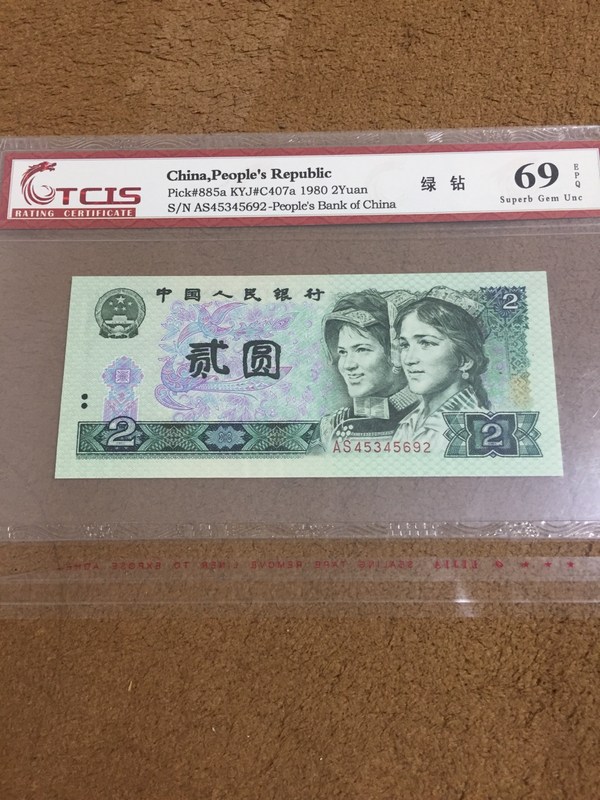 TCIS
RATING CERTIFICATE
China,People's Republic
Pick#885a KYJ#C407a 1980 2Yuan
S/N AS45345692-People's Bank of China
绿 钻
69
EPQ
Superb Gem Unc
中国人民银行
2
贰圆
2
AS45345692
2